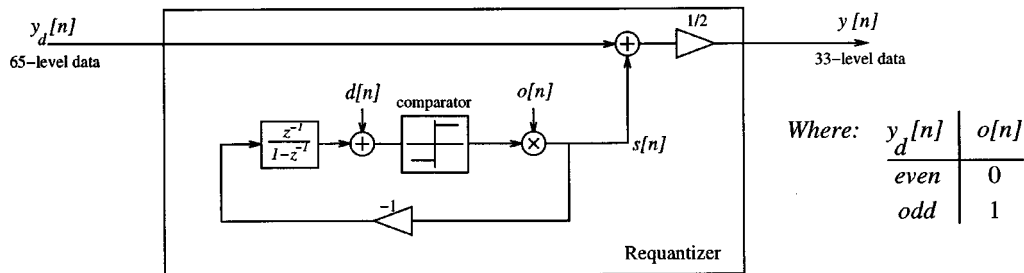 y_d[n]
65-level data
1/2
y[n]
33-level data
d[n]
comparator
o[n]
z^{-1}
1-z^{-1}
+
+
×
s[n]
-1
Requantizer
Where: y_d[n] o[n]
even 0
odd 1